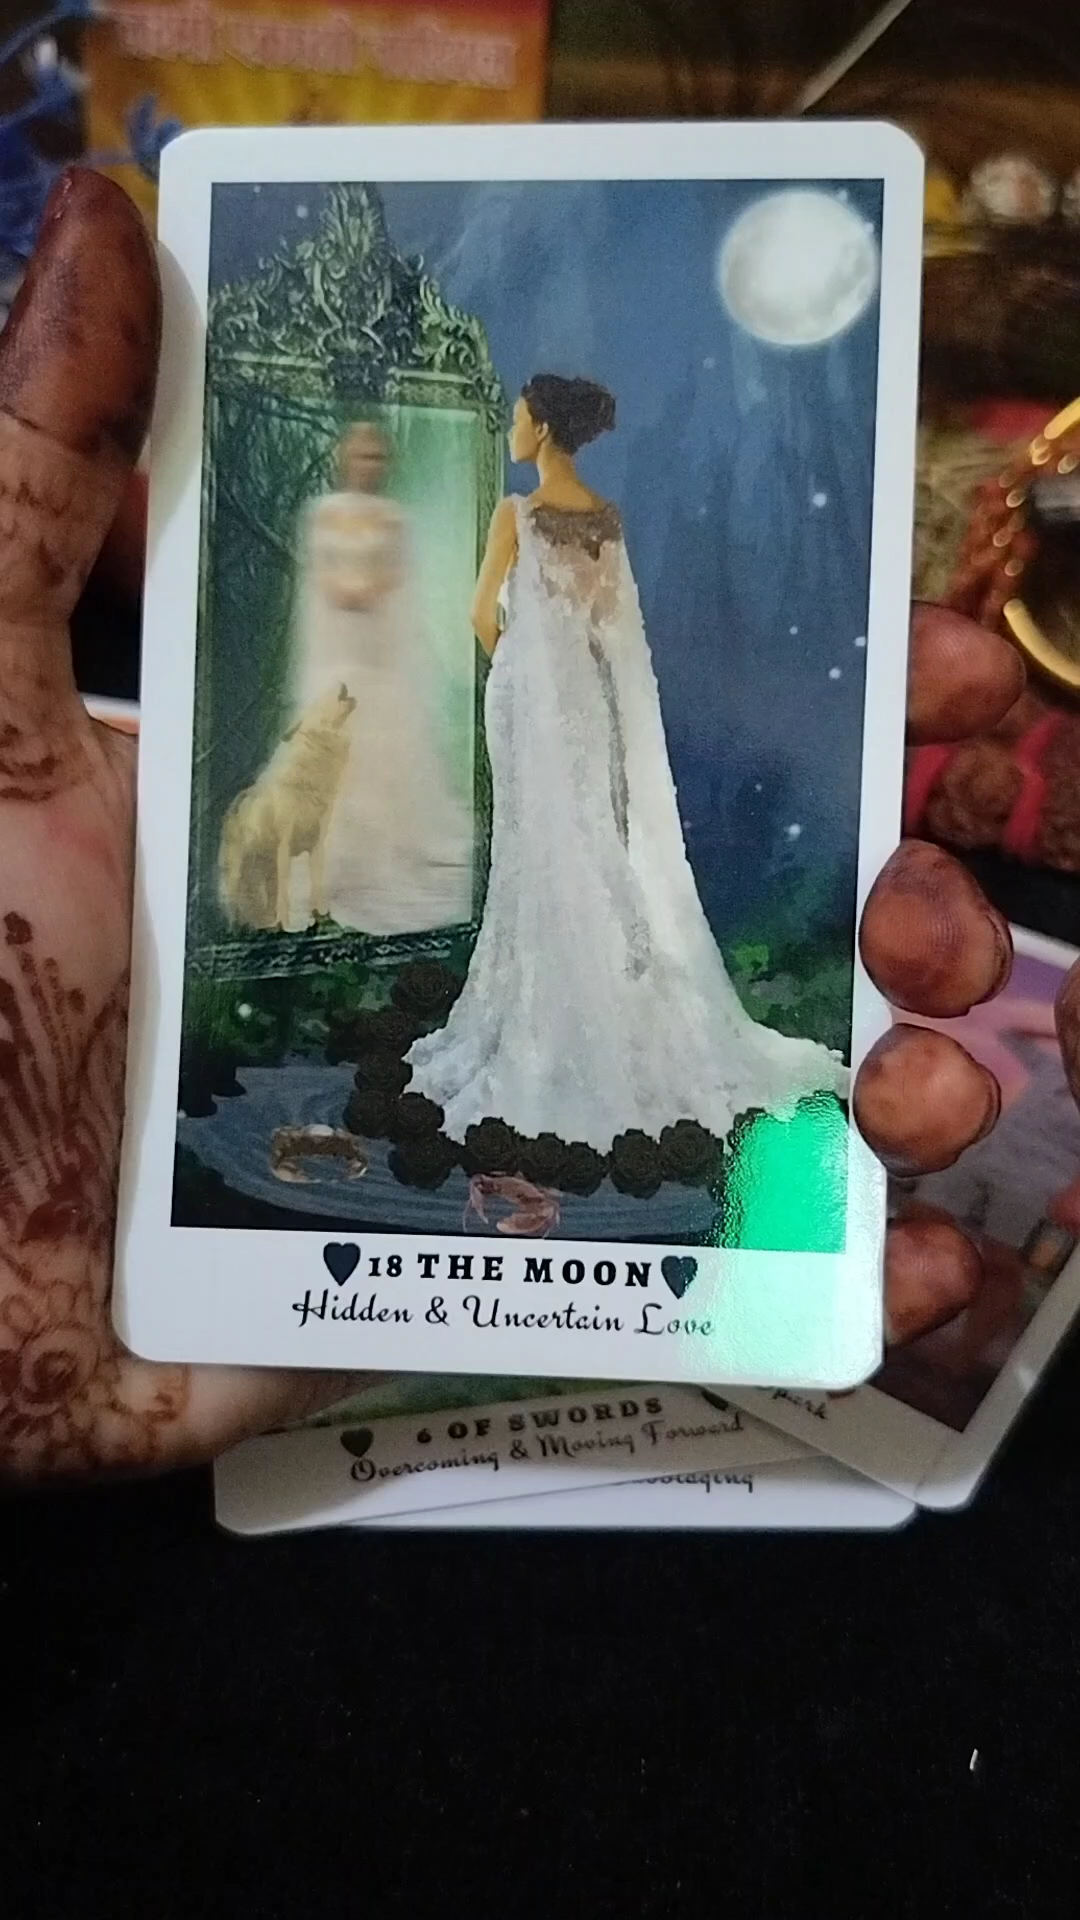 18 THE MOON
Hidden & Uncertain Love
6 OF SWORDS
Overcoming & Moving Forward